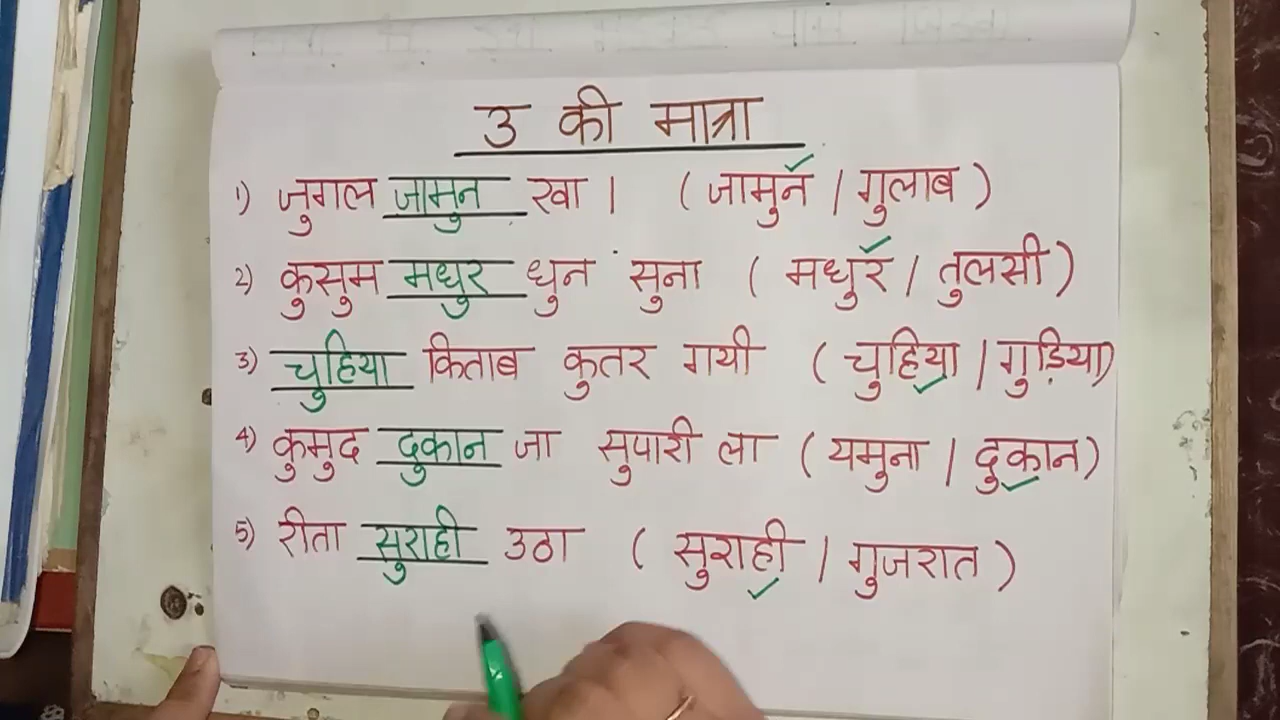 उ की मात्रा
1) जुगल जामुन खा । ( जामुन / गुलाब )
2) कुसुम मधुर धुन सुना ( मधुर / तुलसी )
3) चुहिया किताब कुतर गयी ( चुहिया / गुड़िया )
4) कुमुद दुकान जा सुपारी ला ( यमुना / दुकान )
5) रीता सुराही उठा ( सुराही / गुजरात )